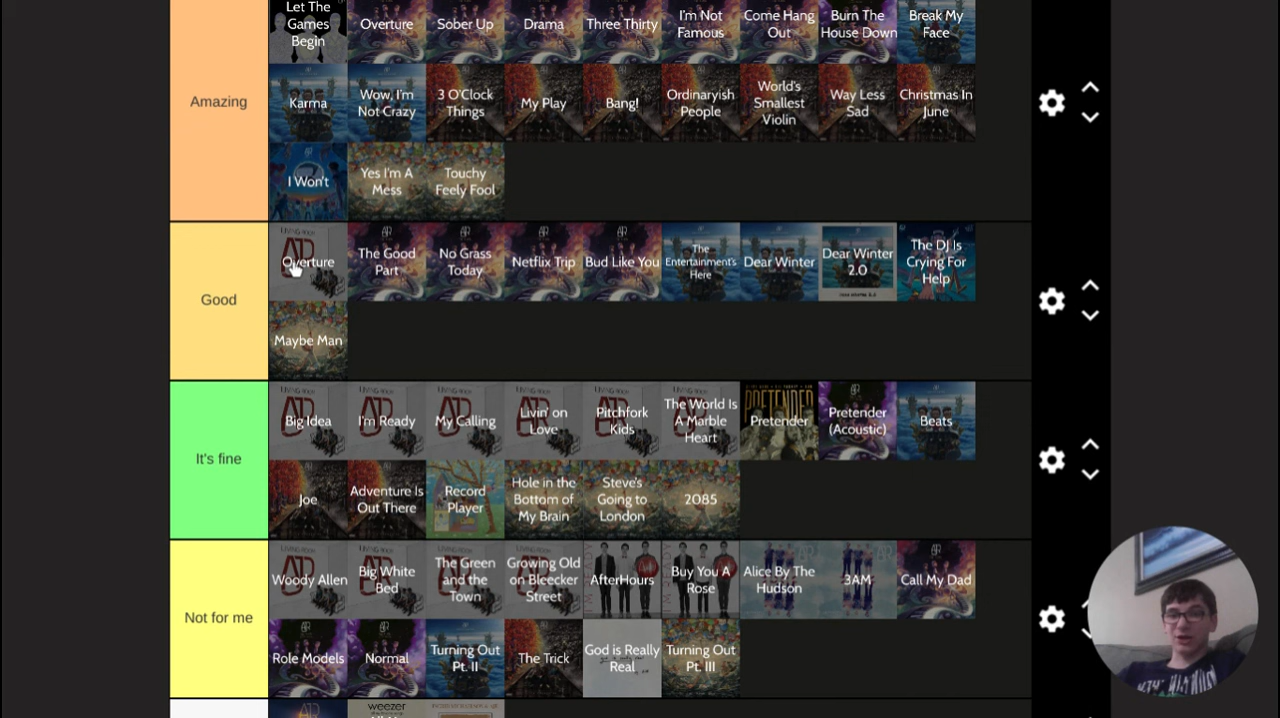 Let The
Games
Begin
Overture
Sober Up
Drama
Three Thirty
I'm Not
Famous
Come Hang
Out
Burn The
House Down
Break My
Face
Amazing
Karma
Wow, I'm
Not Crazy
3 O'Clock
Things
My Play
Bang!
Ordinaryish
People
World's
Smallest
Violin
Way Less
Sad
Christmas In
June
I Won't
Yes I'm A
Mess
Touchy
Feely Fool
Good
Overture
The Good
Part
No Grass
Today
Netflix Trip
Bud Like You
The
Entertainment's
Here
Dear Winter
Dear Winter
2.0
The DJ Is
Crying For
Help
Maybe Man
It's fine
Big Idea
I'm Ready
My Calling
Livin' on
Love
Pitchfork
Kids
The World Is
A Marble
Heart
PRETENDER
Pretender
Pretender
(Acoustic)
Beats
Joe
Adventure Is
Out There
Record
Player
Hole in the
Bottom of
My Brain
Steve's
Going to
London
2085
Not for me
Woody Allen
Big White
Bed
The Green
and the
Town
Growing Old
on Bleecker
Street
AfterHours
Buy You A
Rose
Alice By The
Hudson
3AM
Call My Dad
Role Models
Normal
Turning Out
Pt. II
The Trick
God is Really
Real
Turning Out
Pt. III
weezer